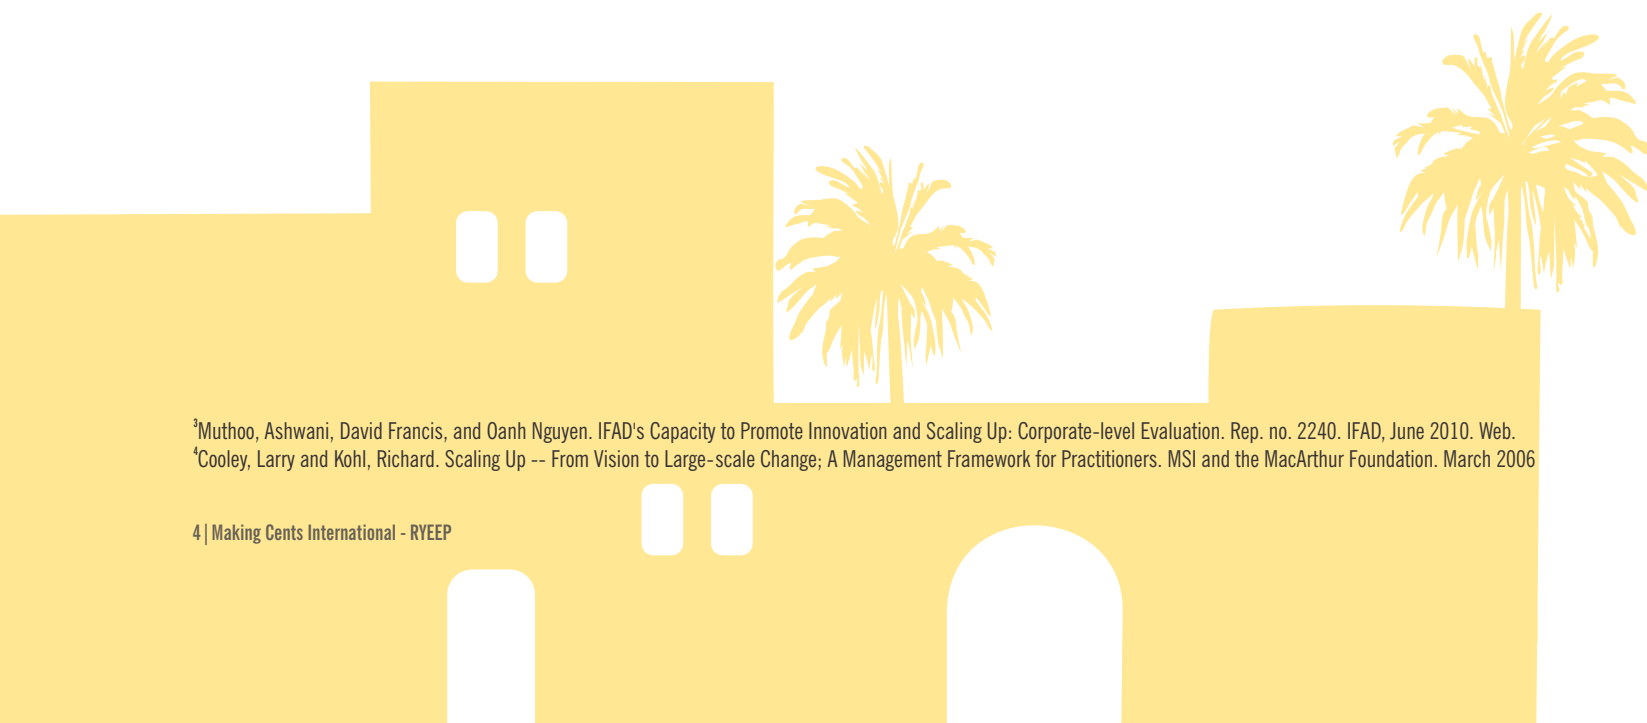 ³Muthoo, Ashwani, David Francis, and Oanh Nguyen. IFAD's Capacity to Promote Innovation and Scaling Up: Corporate-level Evaluation. Rep. no. 2240. IFAD, June 2010. Web.
⁴Cooley, Larry and Kohl, Richard. Scaling Up -- From Vision to Large-scale Change; A Management Framework for Practitioners. MSI and the MacArthur Foundation. March 2006
4 | Making Cents International - RYEEP